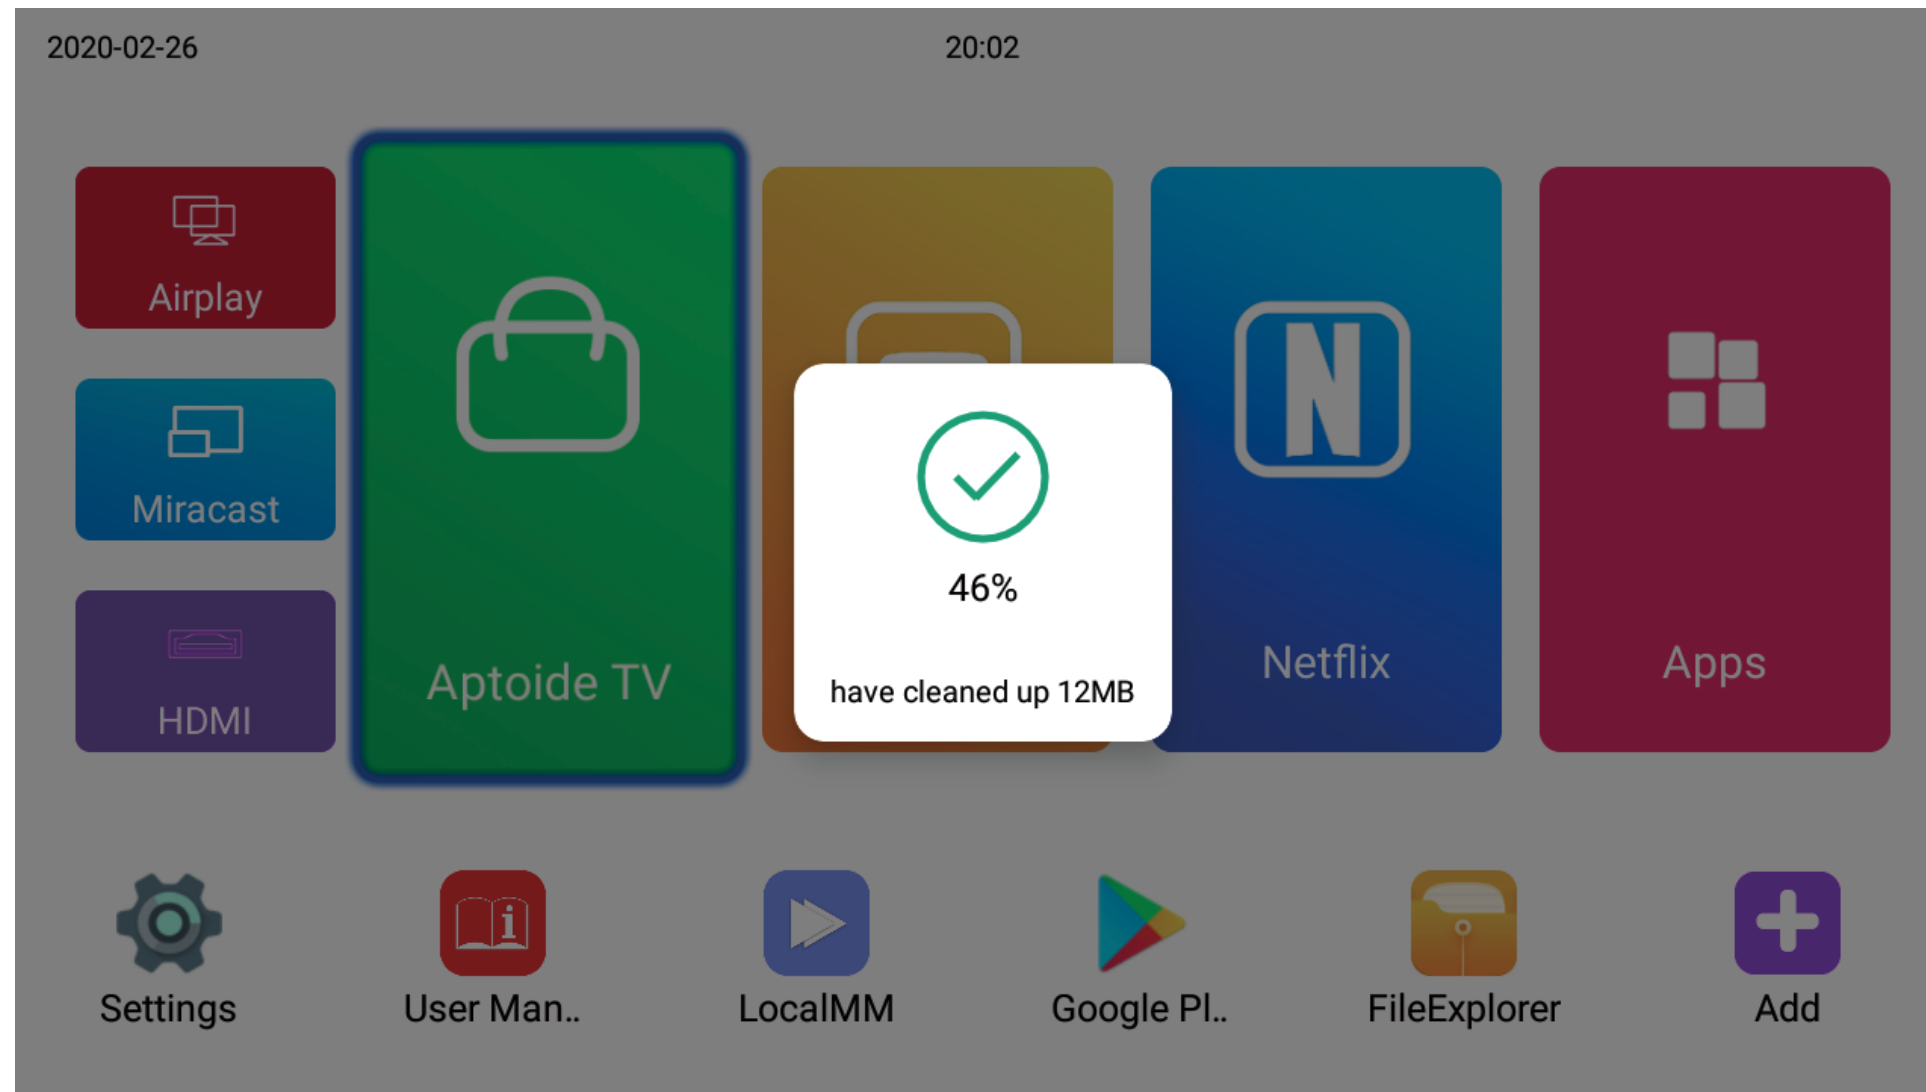 2020-02-26
20:02
Airplay
Miracast
HDMI
Aptoide TV
N
Netflix
Apps
46%
have cleaned up 12MB
i
Settings
User Man..
LocalMM
Google Pl..
FileExplorer
Add